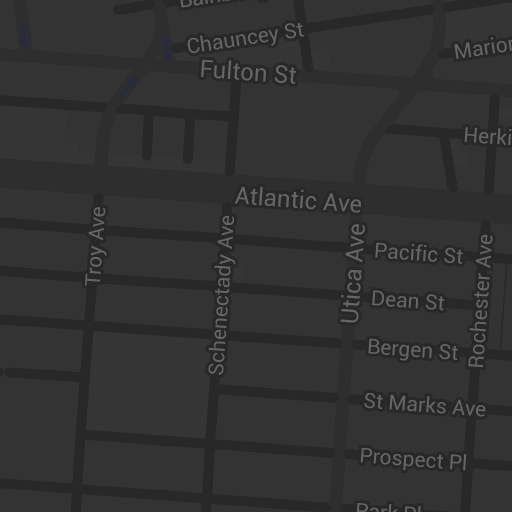 Chauncey St
Fulton St
Atlantic Ave
Troy Ave
Schenectady Ave
Utica Ave
Rochester Ave
Pacific St
Dean St
Bergen St
St Marks Ave
Prospect Pl